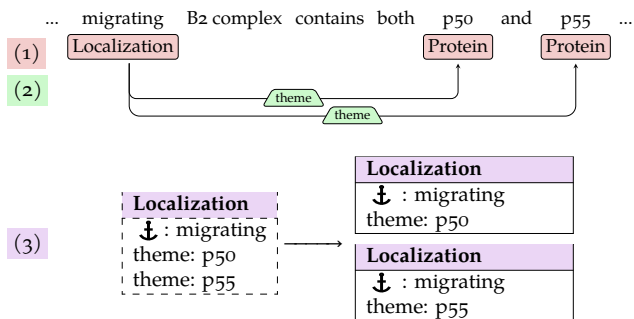 ... migrating B2 complex contains both p50 and p55 ...
(1) Localization Protein Protein
(2) theme
theme
Localization
Localization
⚓ : migrating
(3) ⚓ : migrating
theme: p50
theme: p50
theme: p55
Localization
⚓ : migrating
theme: p55